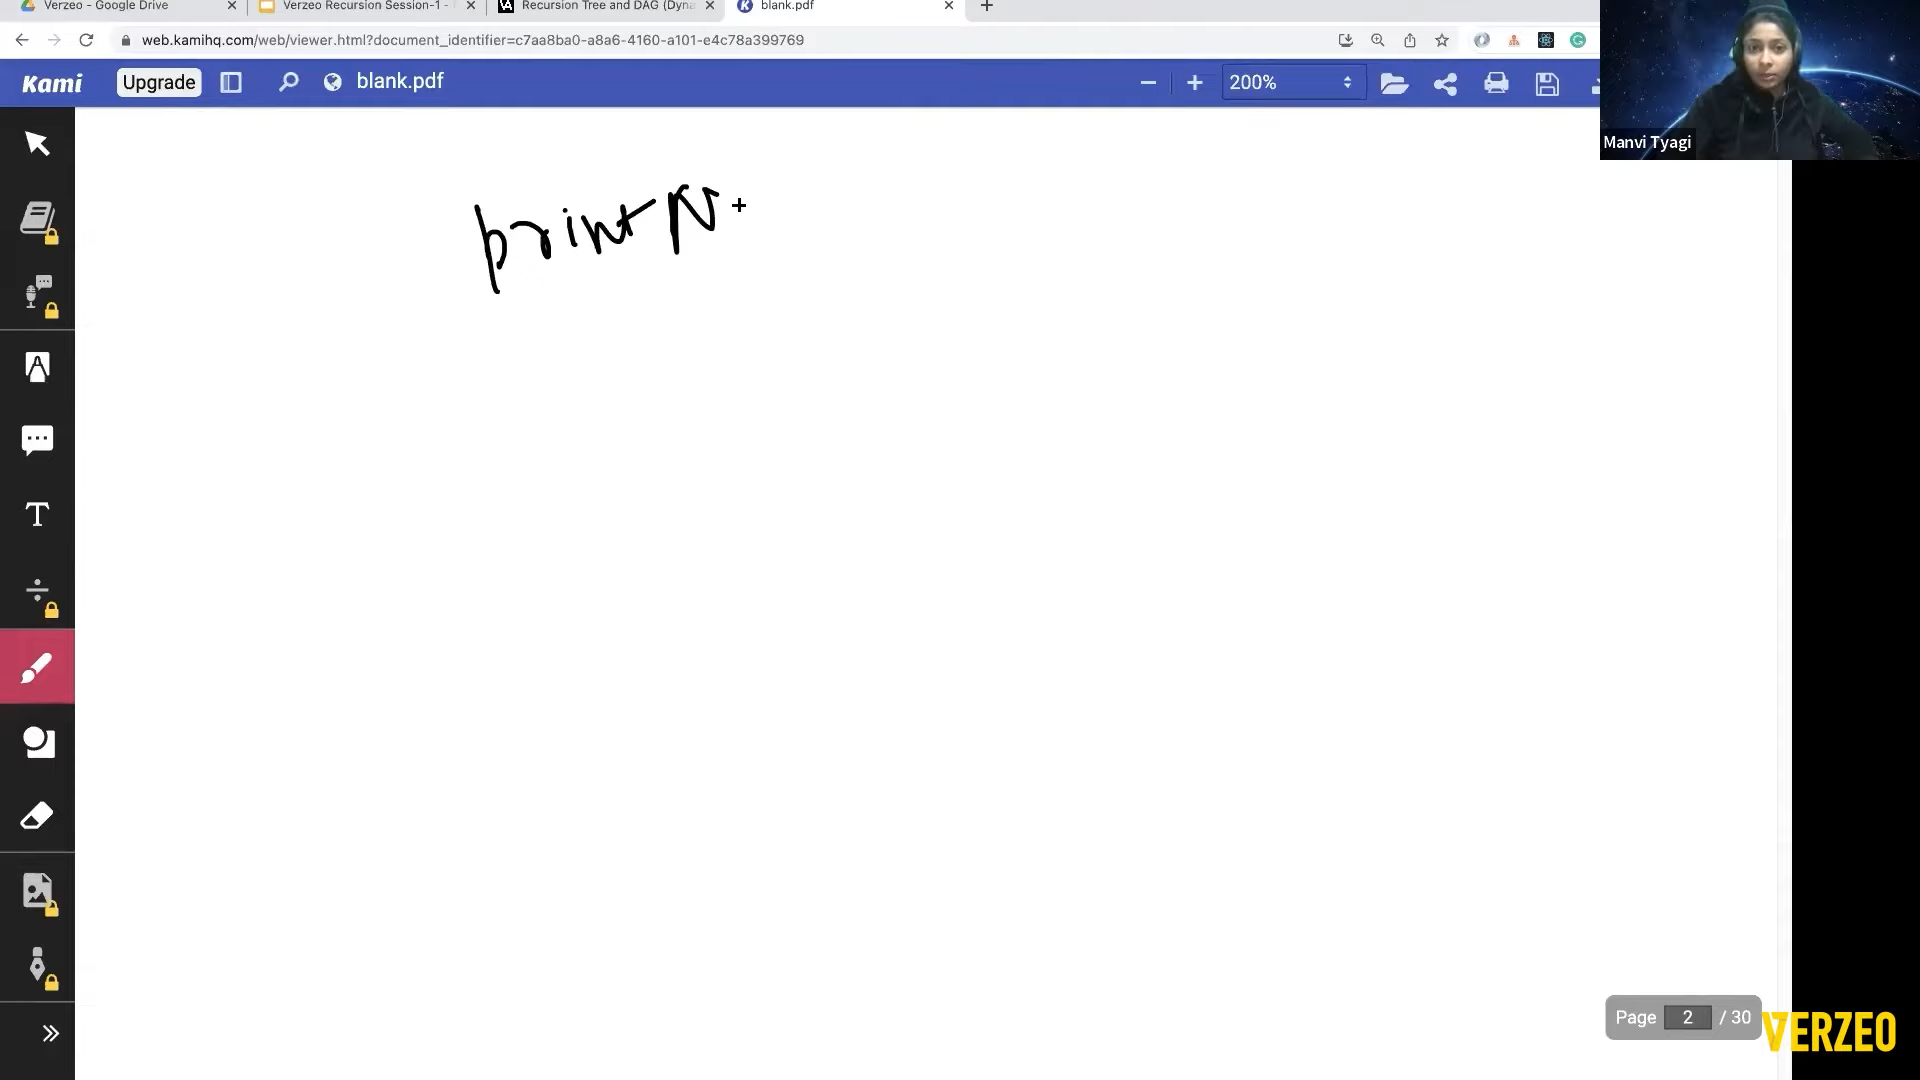 Verzeo - Google Drive
Verzeo Recursion Session-1 -
Recursion Tree and DAG (Dyna
blank.pdf
web.kamihq.com/web/viewer.html?document_identifier=c7aa8ba0-a8a6-4160-a101-e4c78a399769
Kami
Upgrade
blank.pdf
200%
Manvi Tyagi
printN
Page 2 / 30
VERZEO